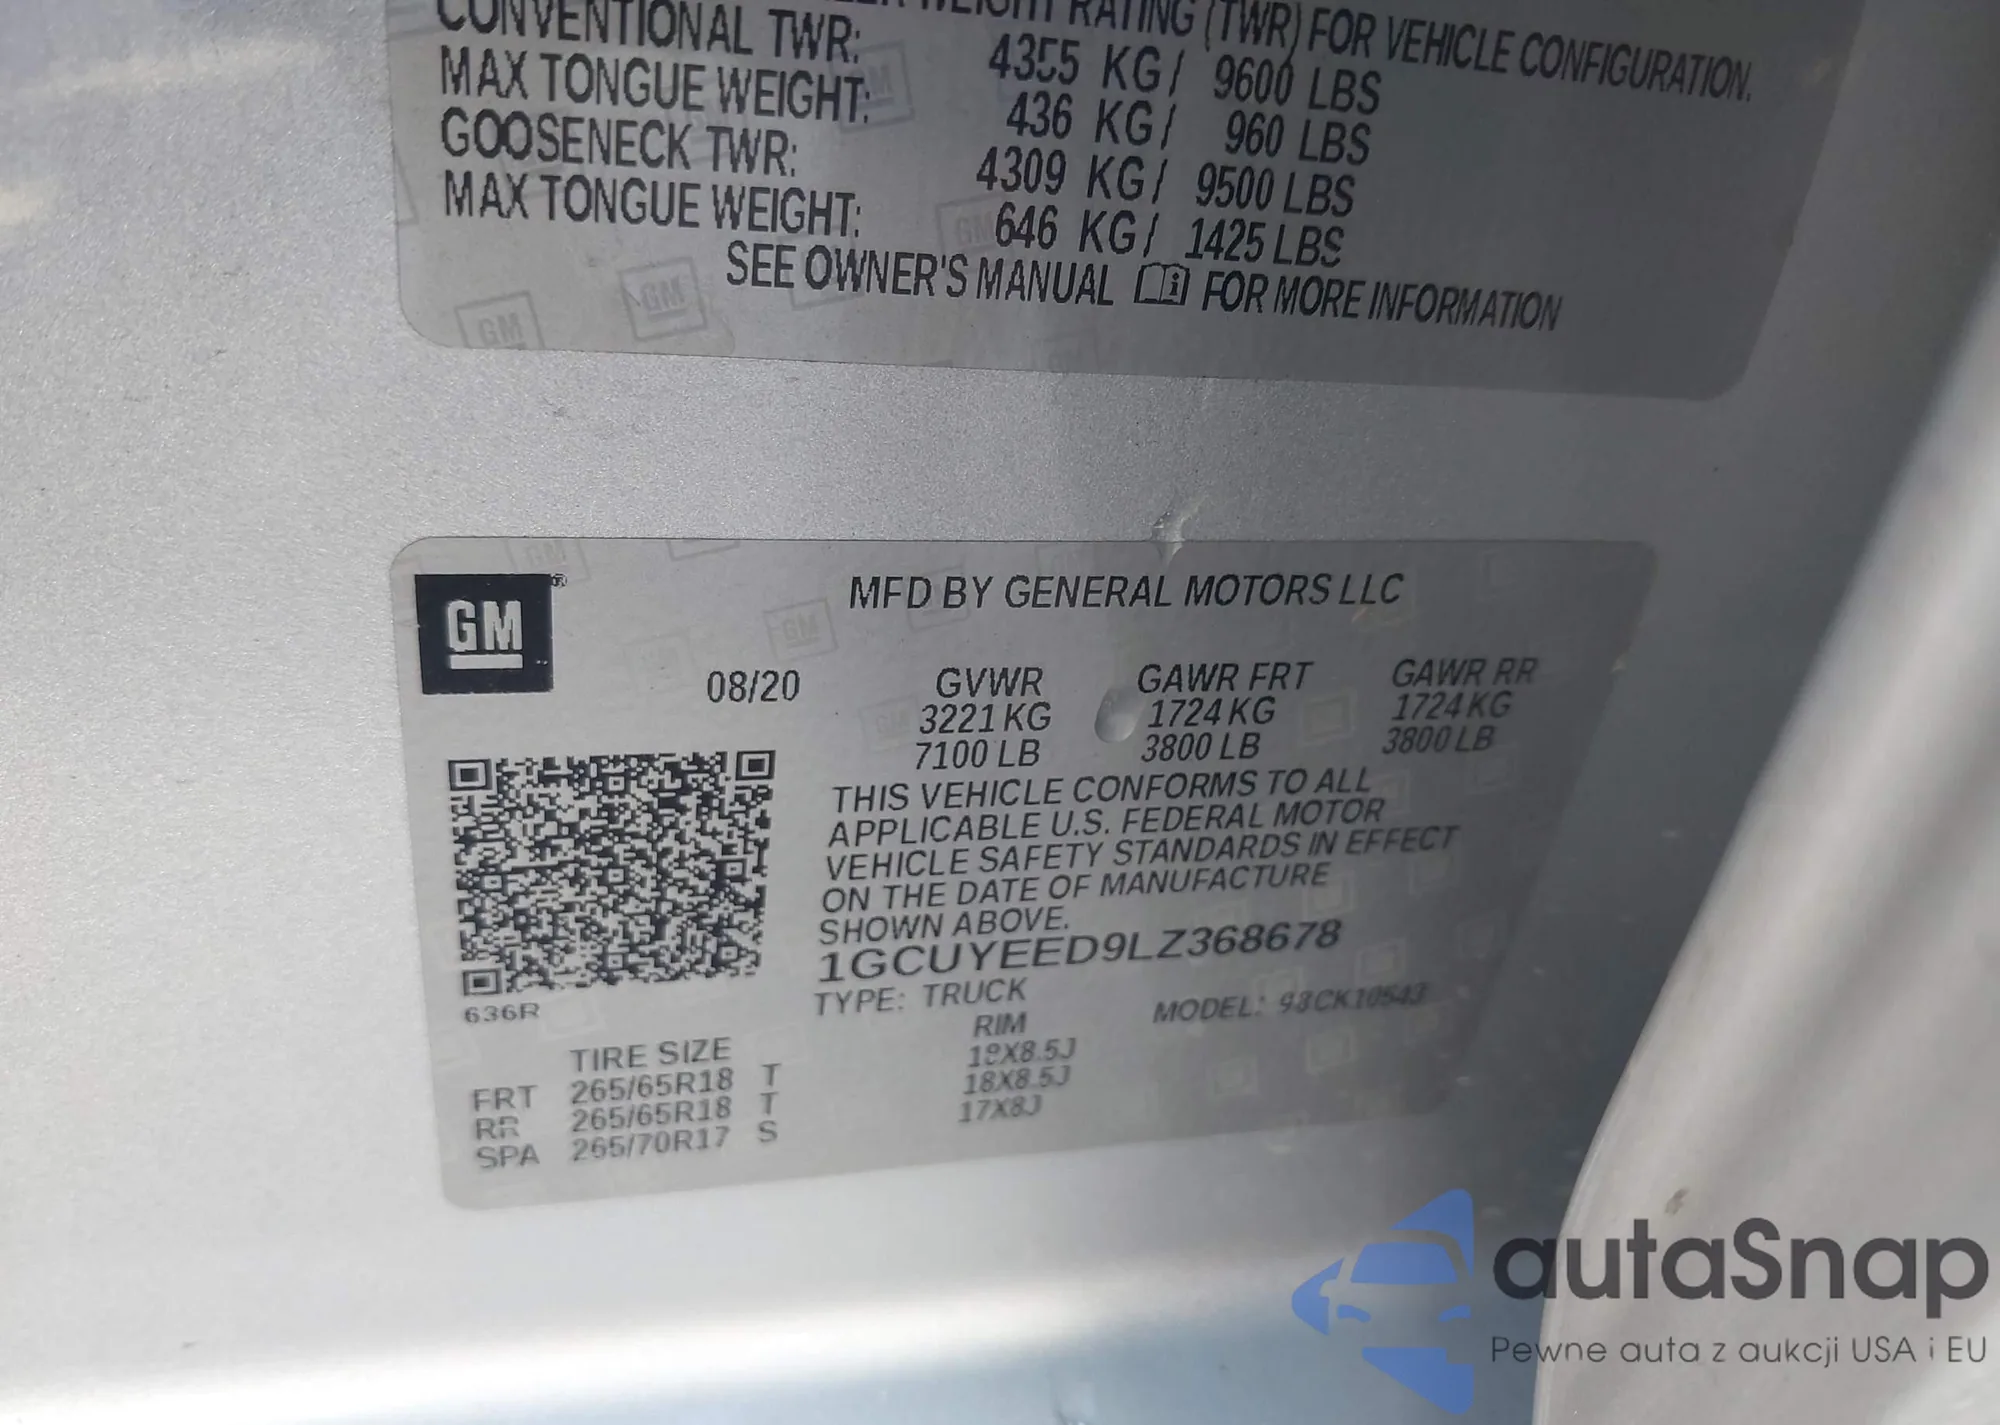 WEIGHT RATING (TWR) FOR VEHICLE CONFIGURATION.
CONVENTIONAL TWR: 4355 KG/ 9600 LBS
MAX TONGUE WEIGHT: 436 KG/ 960 LBS
GOOSENECK TWR: 4309 KG/ 9500 LBS
MAX TONGUE WEIGHT: 646 KG/ 1425 LBS
SEE OWNER'S MANUAL FOR MORE INFORMATION
GM
MFD BY GENERAL MOTORS LLC
08/20 GVWR GAWR FRT GAWR RR
3221 KG 1724 KG 1724 KG
7100 LB 3800 LB 3800 LB
THIS VEHICLE CONFORMS TO ALL
APPLICABLE U.S. FEDERAL MOTOR
VEHICLE SAFETY STANDARDS IN EFFECT
ON THE DATE OF MANUFACTURE
SHOWN ABOVE.
1GCUYEED9LZ368678
636R
TYPE: TRUCK MODEL: 98CK10543
TIRE SIZE RIM
FRT 265/65R18 T 18X8.5J
RR 265/65R18 T 18X8.5J
SPA 265/70R17 S 17X8J
autaSnap
Pewne auta z aukcji USA i EU